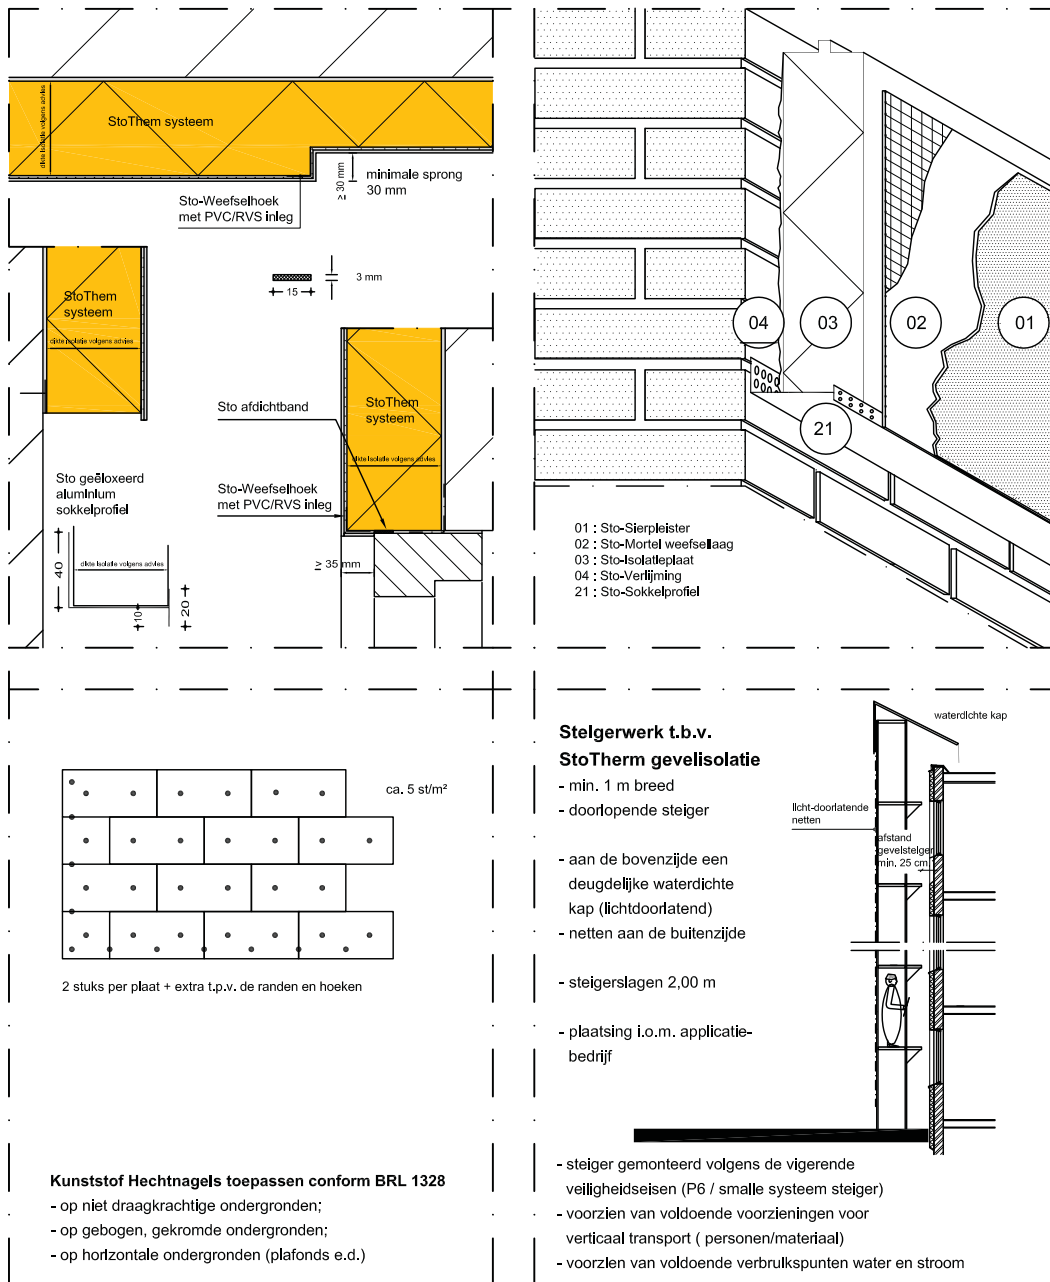 StoThem systeem
dikte isolatie volgens advies
≥ 30 mm
minimale sprong
30 mm
Sto-Weefselhoek
met PVC/RVS inleg
3 mm
15
StoThem
systeem
dikte isolatie volgens advies
Sto afdichtband
StoThem
systeem
dikte isolatie volgens advies
Sto-Weefselhoek
met PVC/RVS inleg
Sto geëloxeerd
aluminium
sokkelprofiel
dikte isolatie volgens advies
40
10
20
≥ 35 mm
04
03
02
01
21
01 : Sto-Sierpleister
02 : Sto-Mortel weefsellaag
03 : Sto-Isolatieplaat
04 : Sto-Verlijming
21 : Sto-Sokkelprofiel
ca. 5 st/m²
2 stuks per plaat + extra t.p.v. de randen en hoeken
Kunststof Hechtnagels toepassen conform BRL 1328
- op niet draagkrachtige ondergronden;
- op gebogen, gekromde ondergronden;
- op horizontale ondergronden (plafonds e.d.)
Steigerwerk t.b.v.
StoTherm gevelisolatie
- min. 1 m breed
- doorlopende steiger
- aan de bovenzijde een
deugdelijke waterdichte
kap (lichtdoorlatend)
- netten aan de buitenzijde
- steigerslagen 2,00 m
- plaatsing i.o.m. applicatie-
bedrijf
waterdichte kap
licht-doorlatende
netten
afstand
gevelsteiger
min. 25 cm
- steiger gemonteerd volgens de vigerende
veiligheidseisen (P6 / smalle systeem steiger)
- voorzien van voldoende voorzieningen voor
verticaal transport ( personen/materiaal)
- voorzien van voldoende verbruikspunten water en stroom